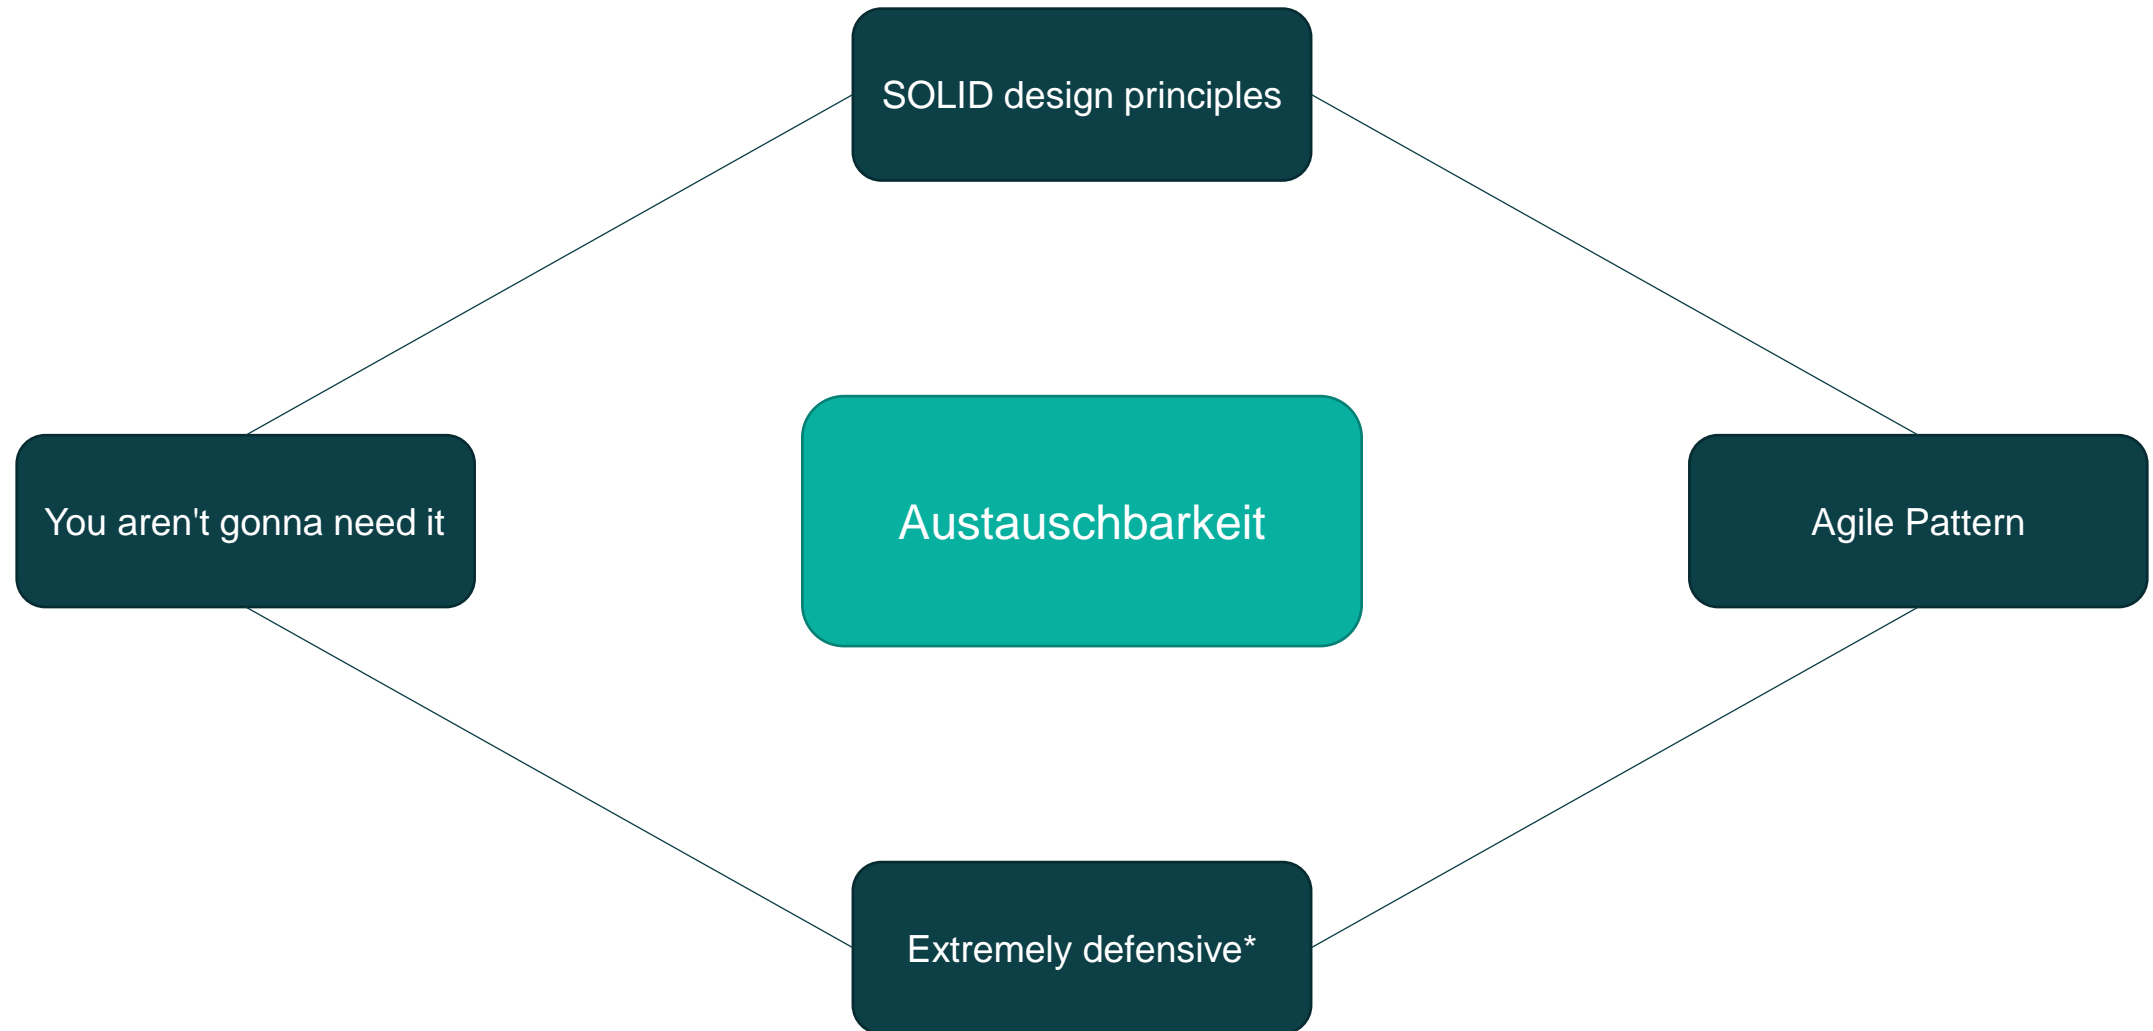 SOLID design principles
You aren't gonna need it
Austauschbarkeit
Agile Pattern
Extremely defensive*